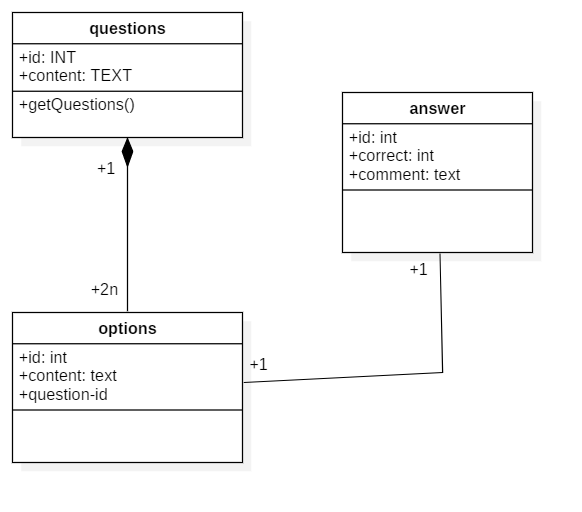 questions
+id: INT
+content: TEXT
+getQuestions()
+1
+2n
options
+id: int
+content: text
+question-id
+1
answer
+id: int
+correct: int
+comment: text
+1